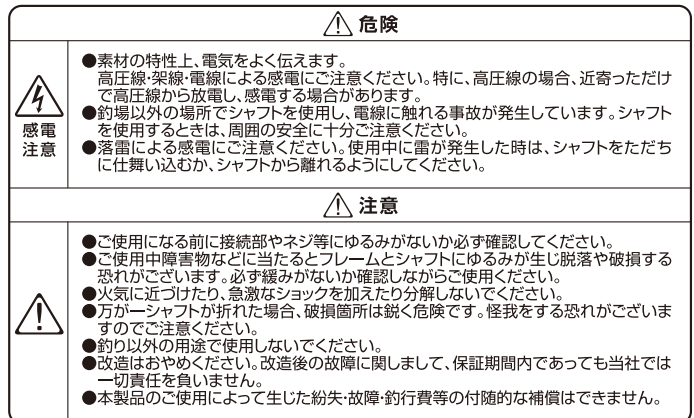 危険
●素材の特性上、電気をよく伝えます。
高圧線・架線・電線による感電にご注意ください。特に、高圧線の場合、近寄っただけ
で高圧線から放電し、感電する場合があります。
●釣場以外の場所でシャフトを使用し、電線に触れる事故が発生しています。シャフト
を使用するときは、周囲の安全に十分ご注意ください。
●落雷による感電にご注意ください。使用中に雷が発生した時は、シャフトをただち
に仕舞い込むか、シャフトから離れるようにしてください。
感電
注意
注意
●ご使用になる前に接続部やネジ等にゆるみがないか必ず確認してください。
●ご使用中障害物などに当たるとフレームとシャフトにゆるみが生じ脱落や破損する
恐れがございます。必ず緩みがないか確認しながらご使用ください。
●火気に近づけたり、急激なショックを加えたり分解しないでください。
●万が一シャフトが折れた場合、破損箇所は鋭く危険です。怪我をする恐れがございま
すのでご注意ください。
●釣り以外の用途で使用しないでください。
●改造はおやめください。改造後の故障に関しまして、保証期間内であっても当社では
一切責任を負いません。
●本製品のご使用によって生じた紛失・故障・釣行費等の付随的な補償はできません。